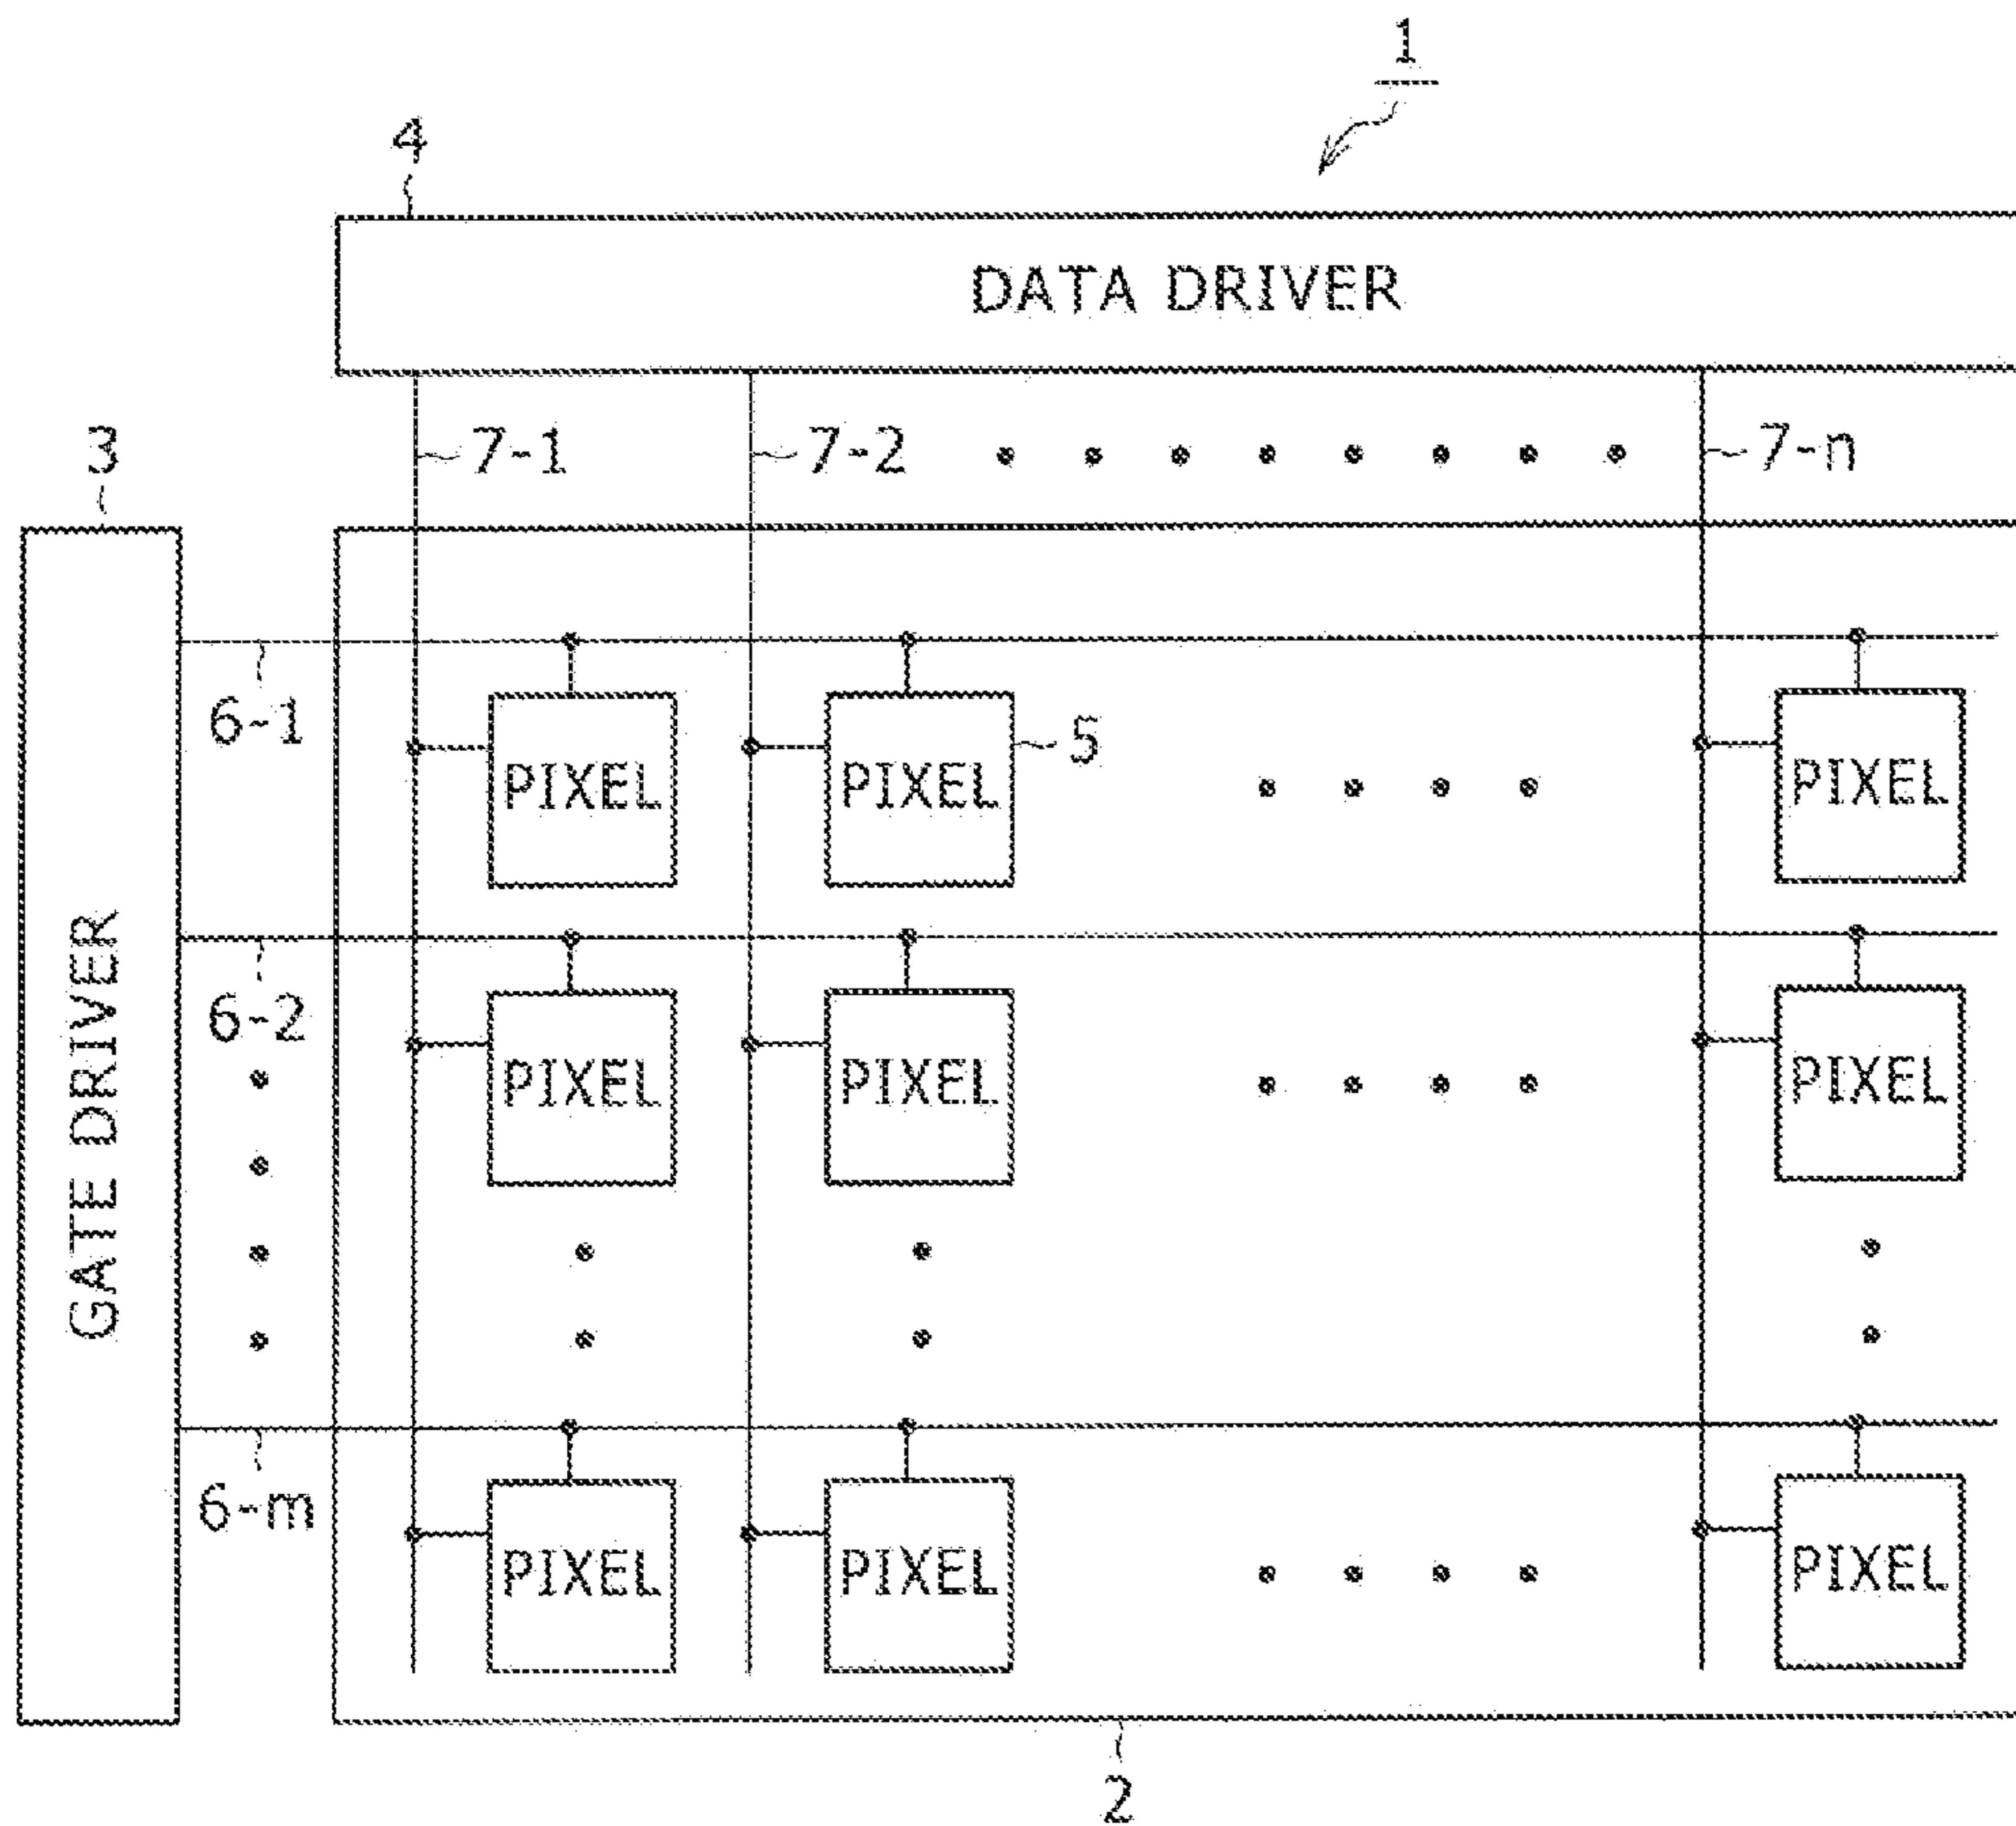 1
4
DATA DRIVER
3
7-1 7-2 7-n
6-1
5
PIXEL PIXEL PIXEL
6-2
GATE DRIVER
PIXEL PIXEL PIXEL
6-m
PIXEL PIXEL PIXEL
2